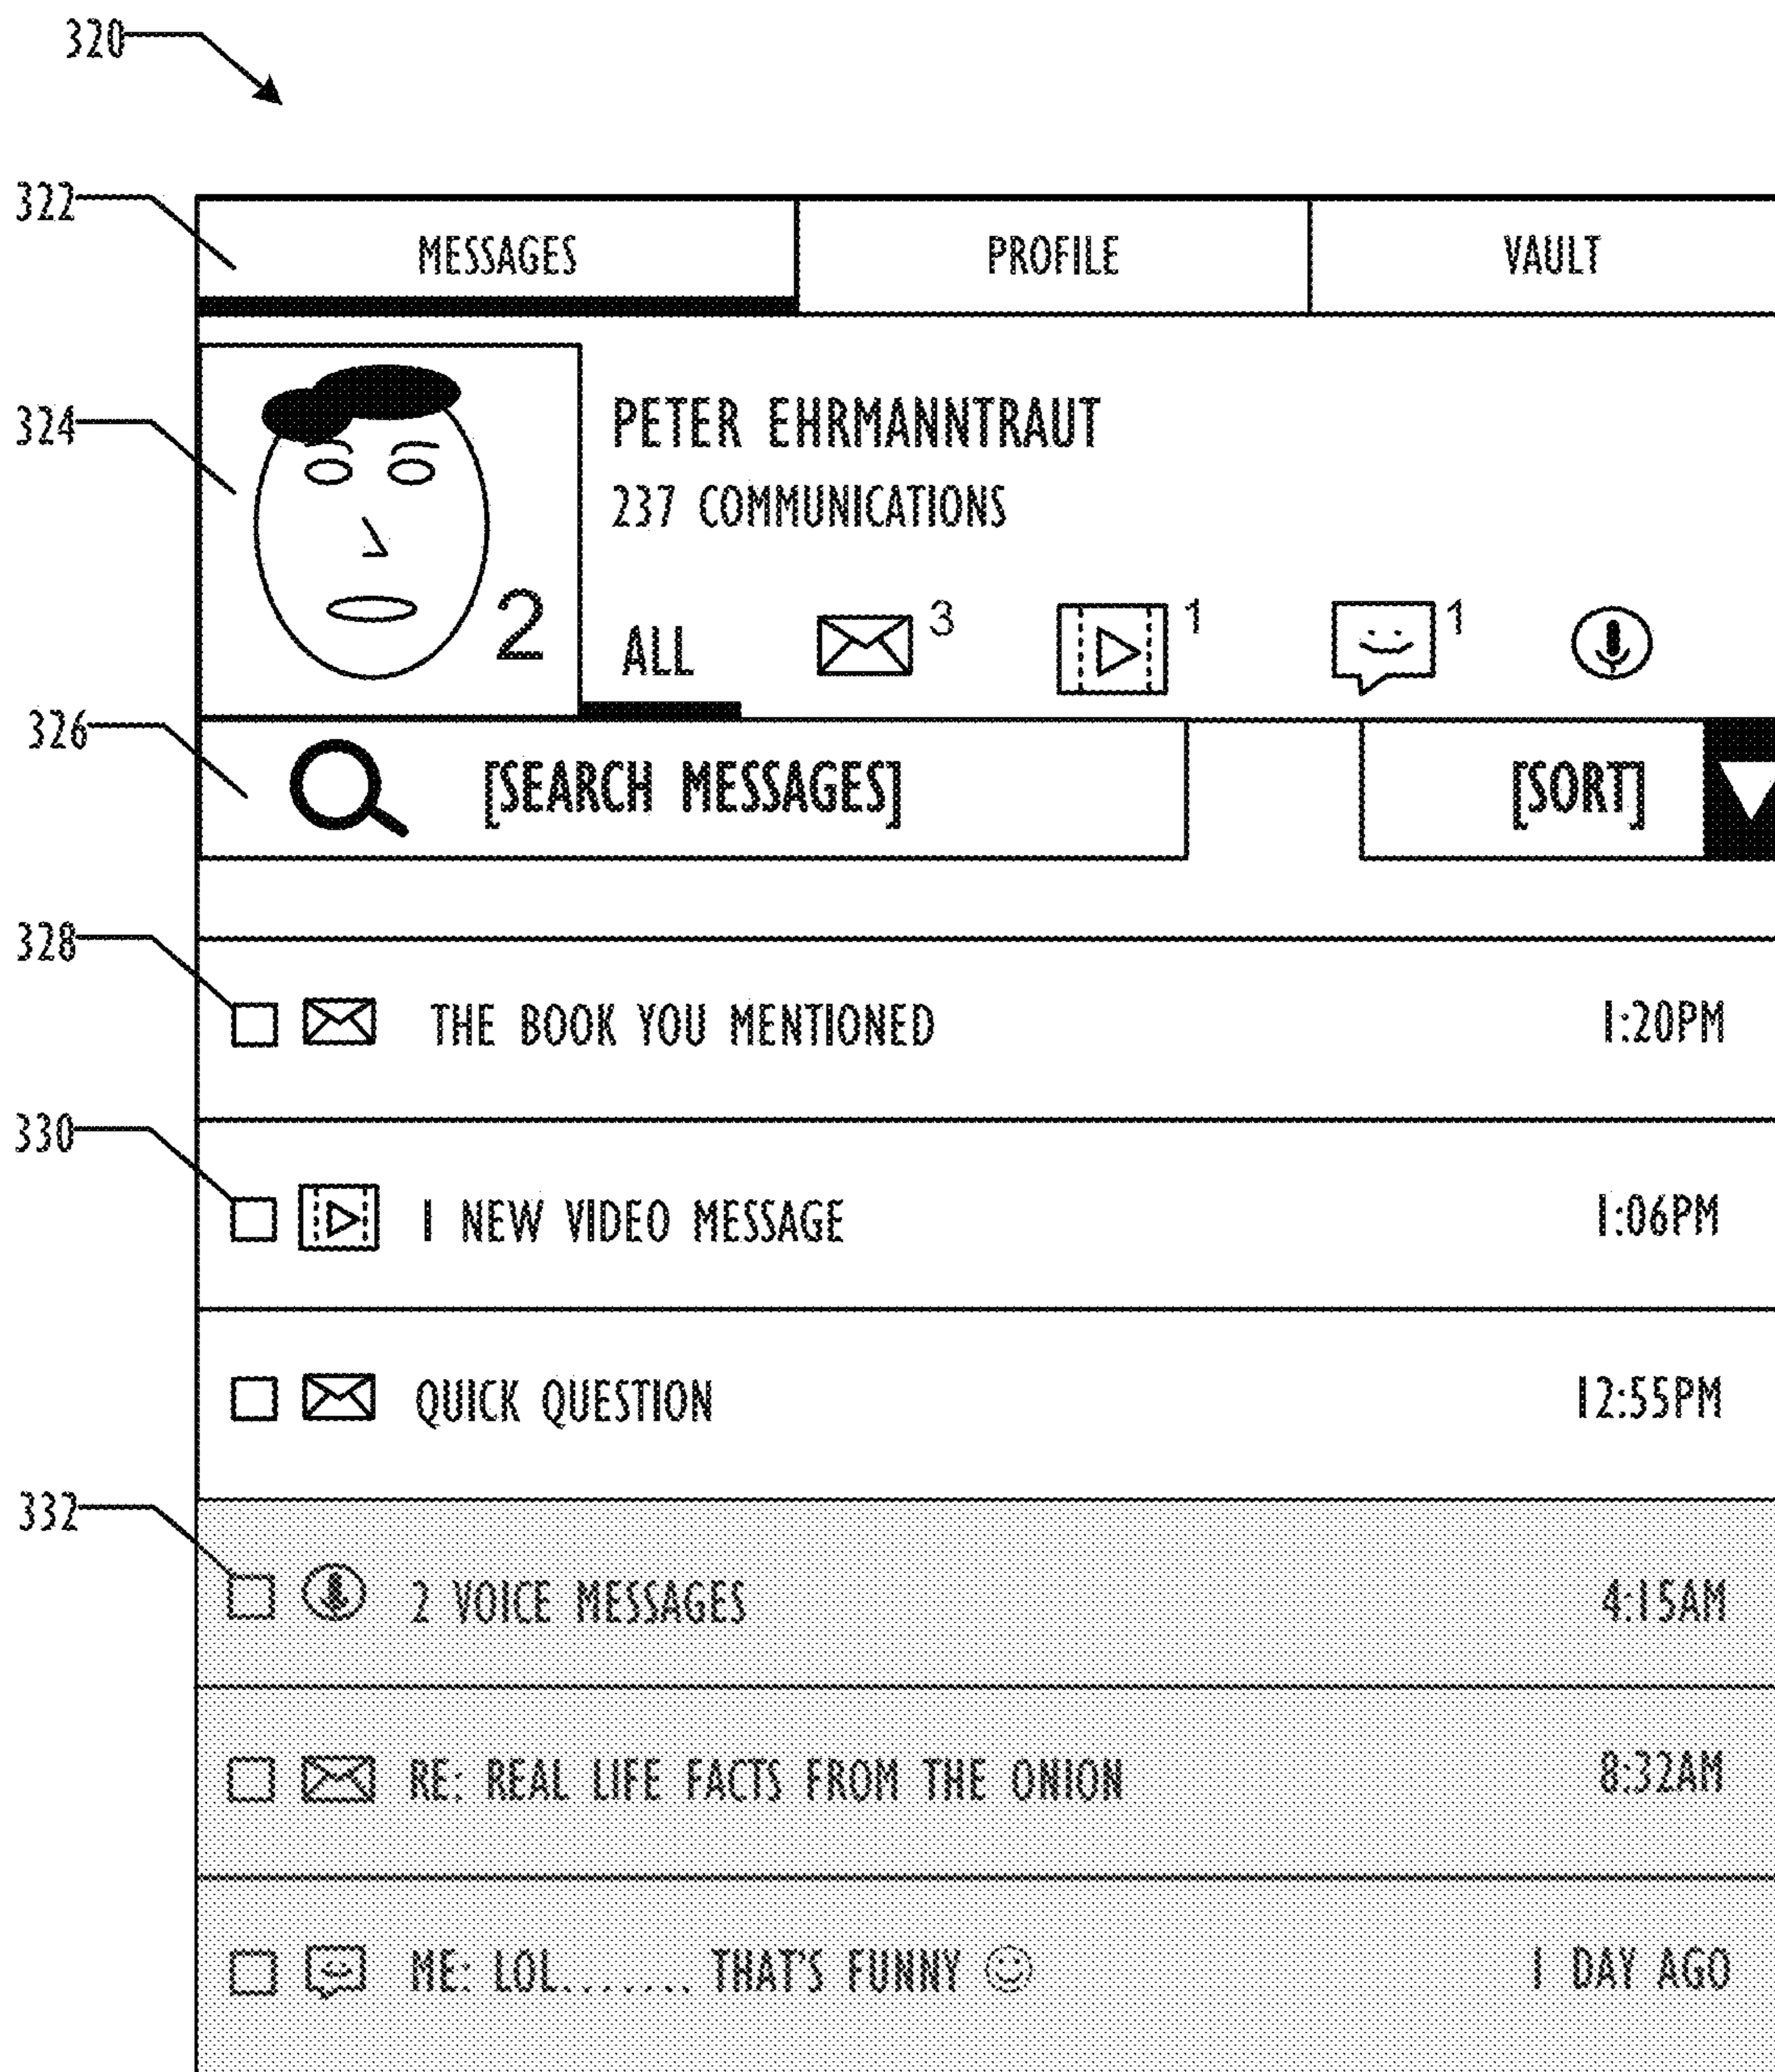 320
322
MESSAGES PROFILE VAULT
324
PETER EHRMANNTRAUT
237 COMMUNICATIONS
2
ALL 3 1 1
326
[SEARCH MESSAGES] [SORT]
328
THE BOOK YOU MENTIONED 1:20PM
330
1 NEW VIDEO MESSAGE 1:06PM
QUICK QUESTION 12:55PM
332
2 VOICE MESSAGES 4:15AM
RE: REAL LIFE FACTS FROM THE ONION 8:32AM
ME: LOL....... THAT'S FUNNY ☺ 1 DAY AGO